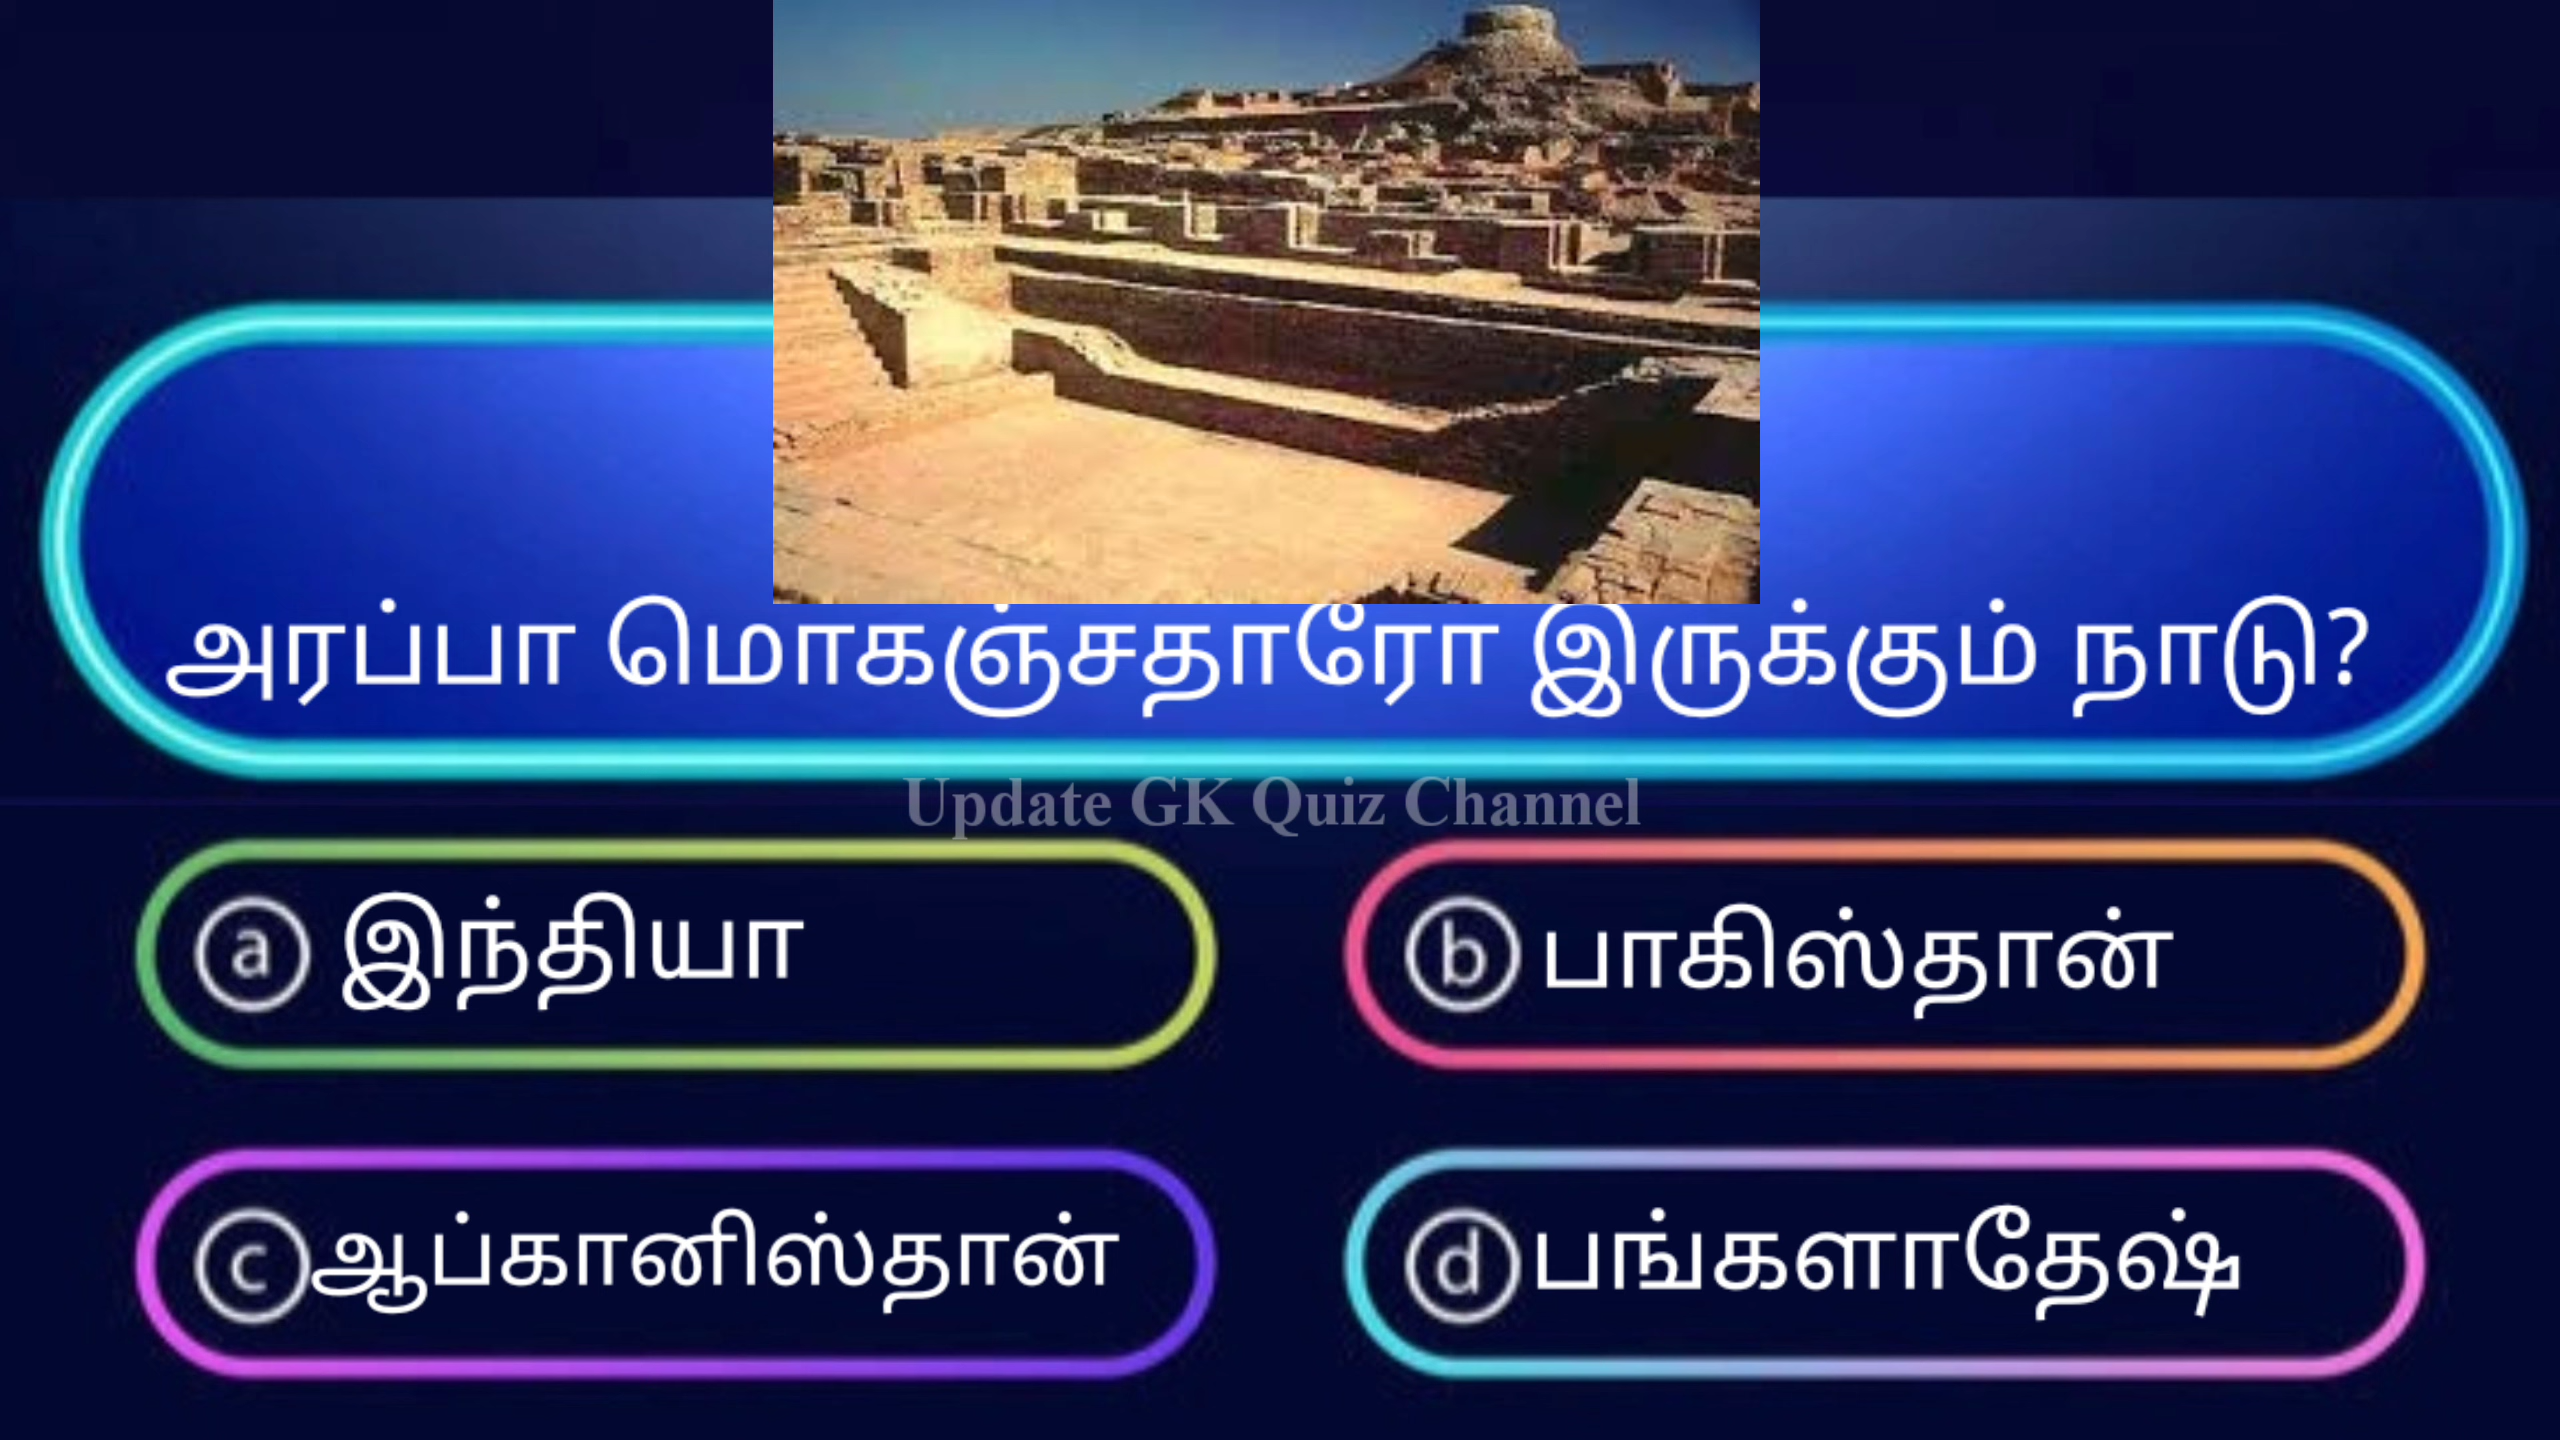 அரப்பா மொகஞ்சதாரோ இருக்கும் நாடு?
Update GK Quiz Channel
a இந்தியா
b பாகிஸ்தான்
c ஆப்கானிஸ்தான்
d பங்களாதேஷ்